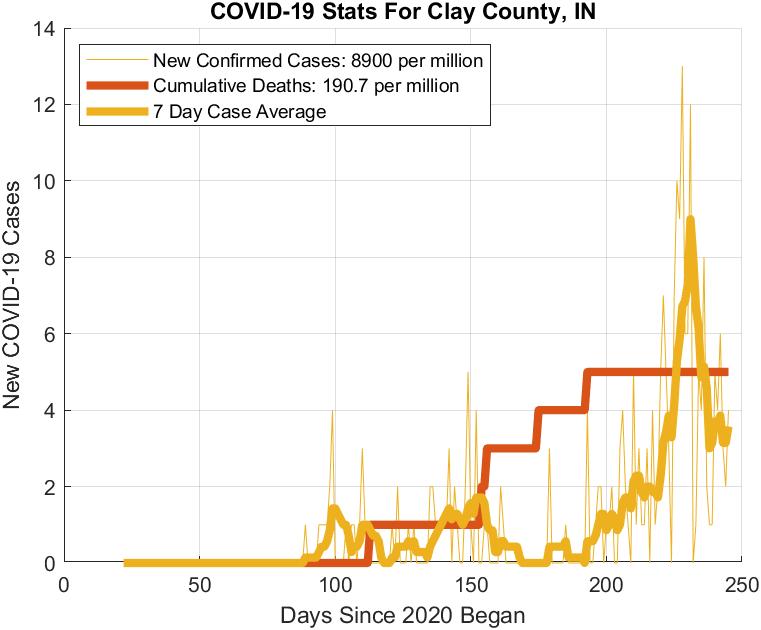 COVID-19 Stats For Clay County, IN
New Confirmed Cases: 8900 per million
Cumulative Deaths: 190.7 per million
7 Day Case Average
New COVID-19 Cases
14
12
10
8
6
4
2
0
0 50 100 150 200 250
Days Since 2020 Began